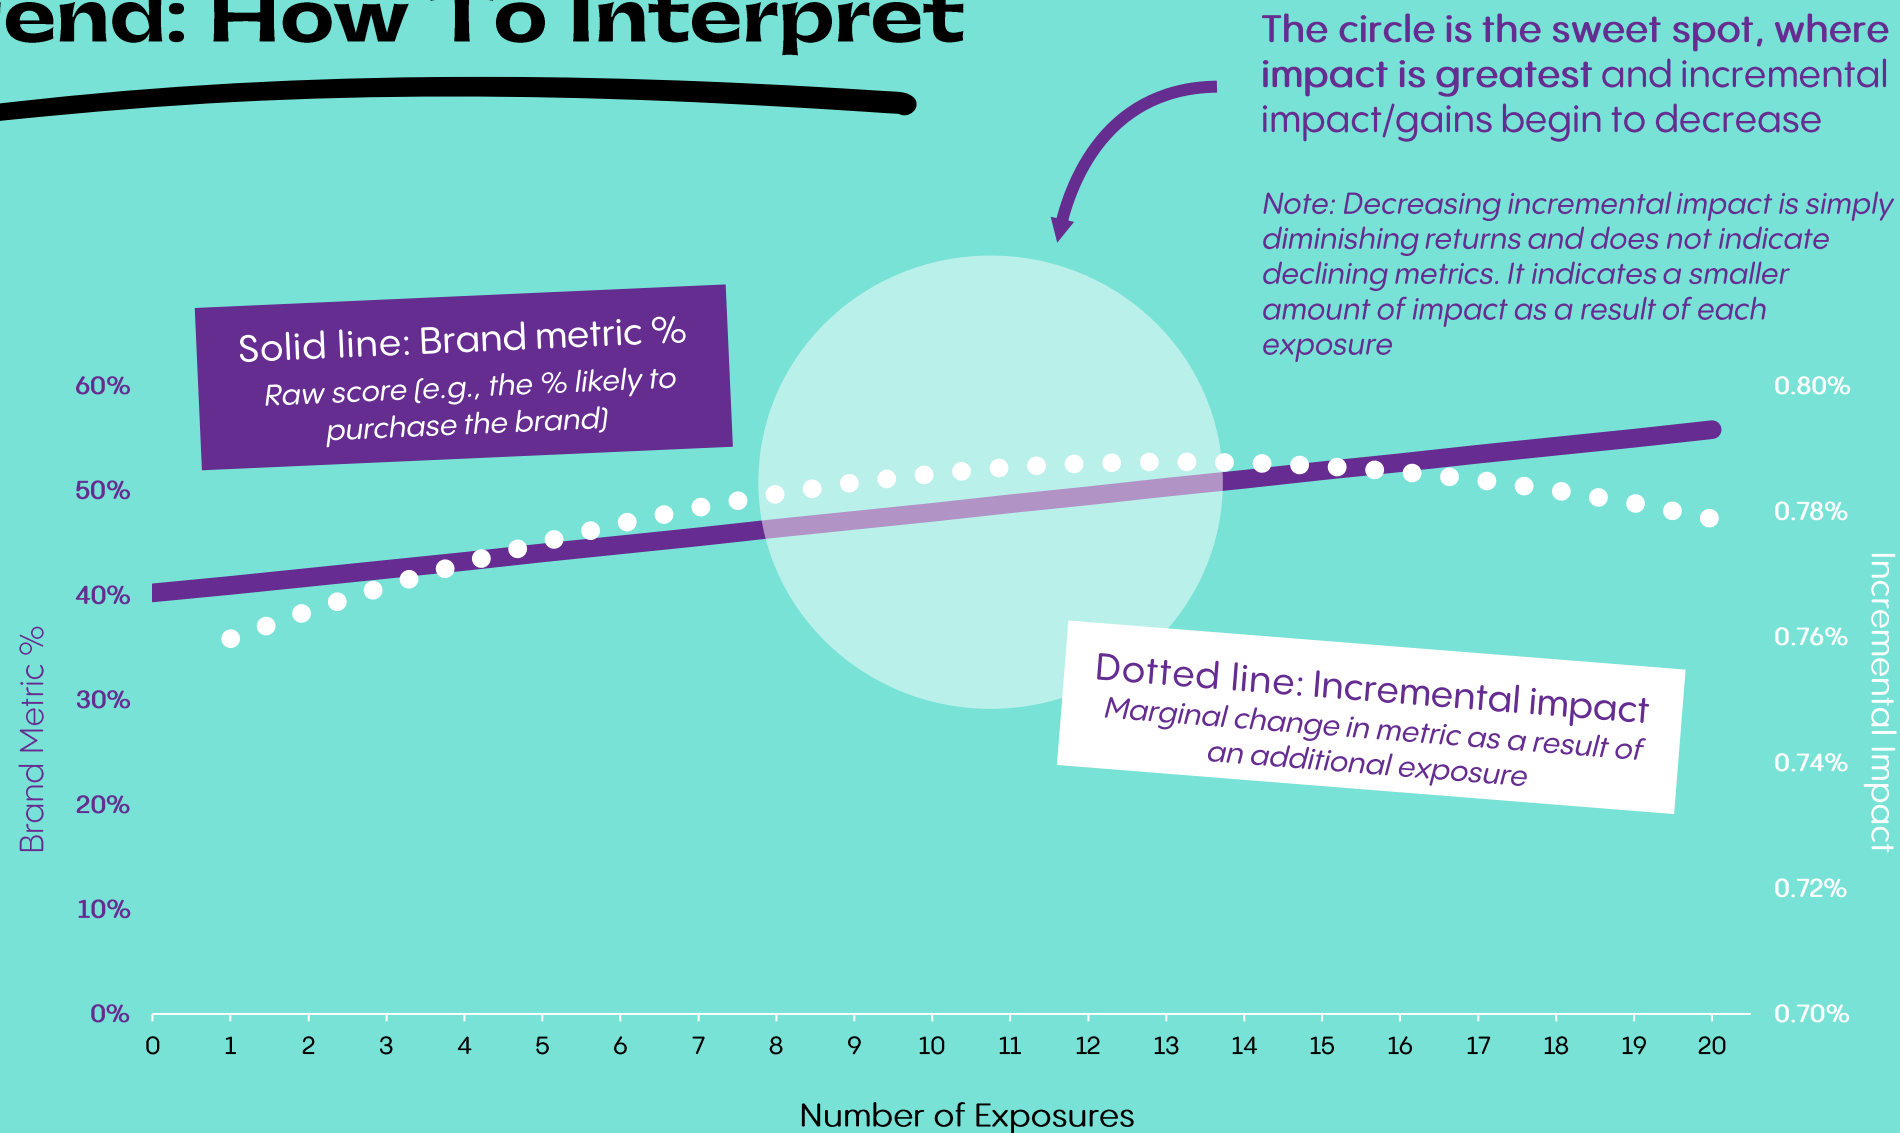 end: How To Interpret
The circle is the sweet spot, where
impact is greatest and incremental
impact/gains begin to decrease
Note: Decreasing incremental impact is simply
diminishing returns and does not indicate
declining metrics. It indicates a smaller
amount of impact as a result of each
exposure
Solid line: Brand metric %
Raw score (e.g., the % likely to
purchase the brand)
60%
50%
40%
30%
20%
10%
0%
Brand Metric %
0.80%
0.78%
0.76%
0.74%
0.72%
0.70%
Incremental Impact
Dotted line: Incremental impact
Marginal change in metric as a result of
an additional exposure
0 1 2 3 4 5 6 7 8 9 10 11 12 13 14 15 16 17 18 19 20
Number of Exposures